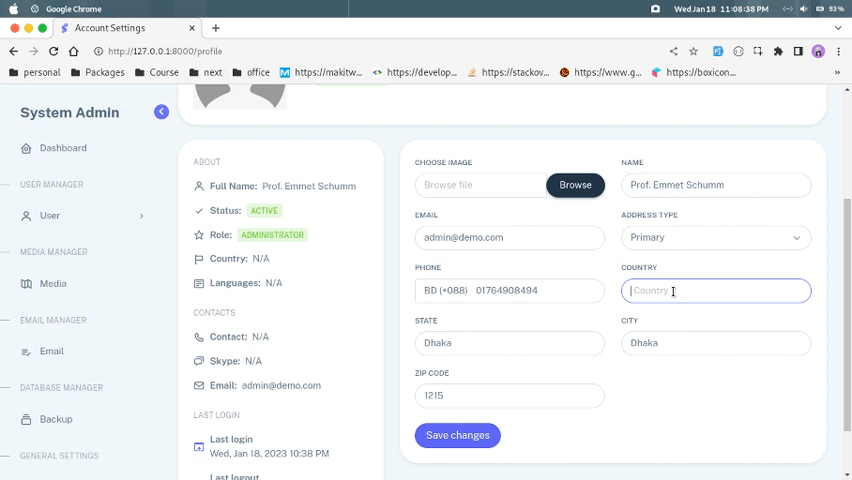 Google Chrome
Wed Jan 18 11:08:38 PM
93 %
Account Settings
http://127.0.0.1:8000/profile
personal
Packages
Course
next
office
https://makitw...
https://develop...
https://stackov...
https://www.g...
https://boxicon...
System Admin
Dashboard
USER MANAGER
User
MEDIA MANAGER
Media
EMAIL MANAGER
Email
DATABASE MANAGER
Backup
GENERAL SETTINGS
ABOUT
Full Name: Prof. Emmet Schumm
Status: ACTIVE
Role: ADMINISTRATOR
Country: N/A
Languages: N/A
CONTACTS
Contact: N/A
Skype: N/A
Email: admin@demo.com
LAST LOGIN
Last login
Wed, Jan 18, 2023 10:38 PM
Last logout
CHOOSE IMAGE
Browse file
Browse
NAME
Prof. Emmet Schumm
EMAIL
admin@demo.com
ADDRESS TYPE
Primary
PHONE
BD (+088) 01764908494
COUNTRY
Country
STATE
Dhaka
CITY
Dhaka
ZIP CODE
1215
Save changes